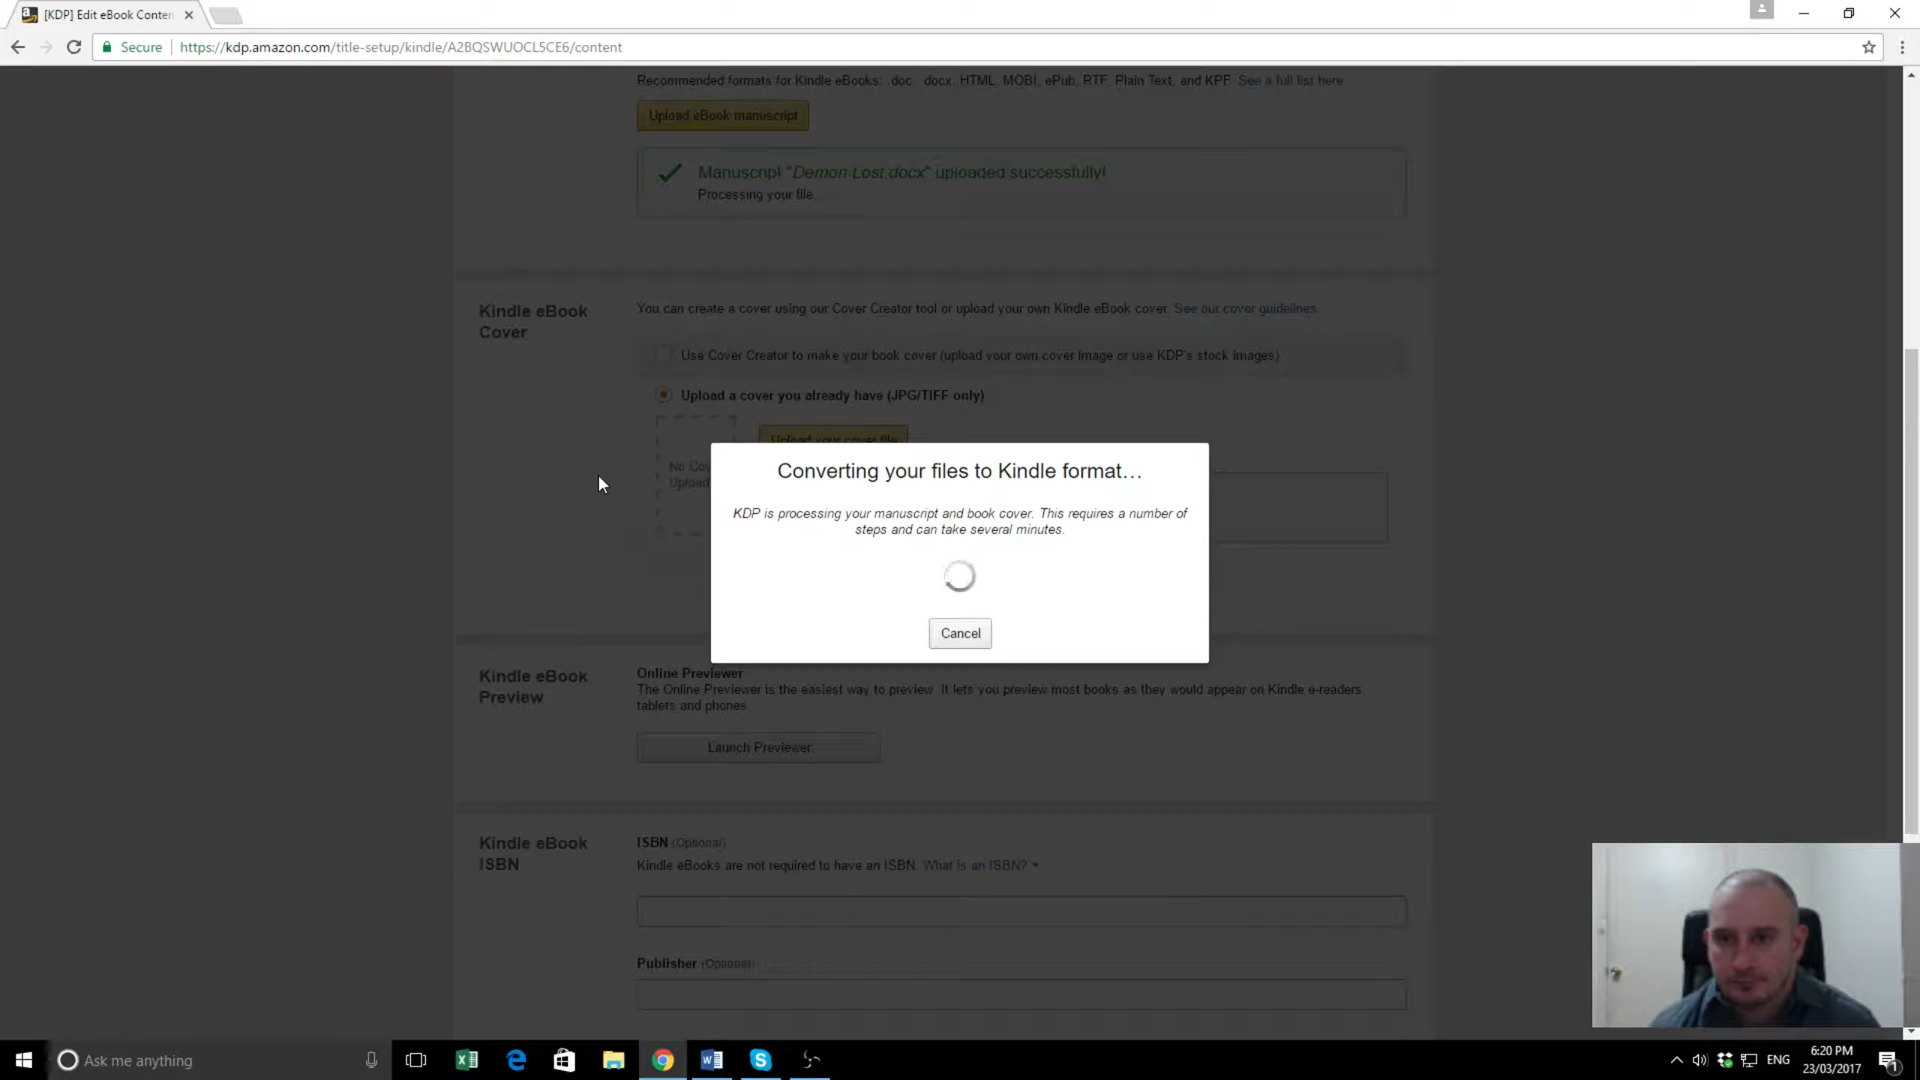 [KDP] Edit eBook Conten
Secure https://kdp.amazon.com/title-setup/kindle/A2BQSWUOCL5CE6/content
Recommended formats for Kindle eBooks: .doc, .docx, HTML, MOBI, ePub, RTF, Plain Text, and KPF. See a full list here
Upload eBook manuscript
Manuscript "Demon Lost.docx" uploaded successfully!
Processing your file...
Kindle eBook
Cover
You can create a cover using our Cover Creator tool or upload your own Kindle eBook cover. See our cover guidelines.
Use Cover Creator to make your book cover (upload your own cover image or use KDP's stock images)
Upload a cover you already have (JPG/TIFF only)
Upload your cover file
No Cov
Upload
Converting your files to Kindle format...
KDP is processing your manuscript and book cover. This requires a number of
steps and can take several minutes.
Cancel
Kindle eBook
Preview
Online Previewer
The Online Previewer is the easiest way to preview. It lets you preview most books as they would appear on Kindle e-readers,
tablets and phones
Launch Previewer
Kindle eBook
ISBN
ISBN (Optional)
Kindle eBooks are not required to have an ISBN. What is an ISBN?
Publisher (Optional)
Ask me anything
ENG
6:20 PM
23/03/2017